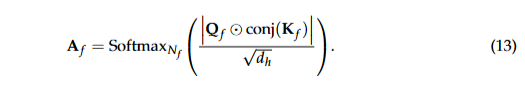 A_f = Softmax_{N_f} ( |Q_f ⊙ conj(K_f)| / √d_h ). (13)